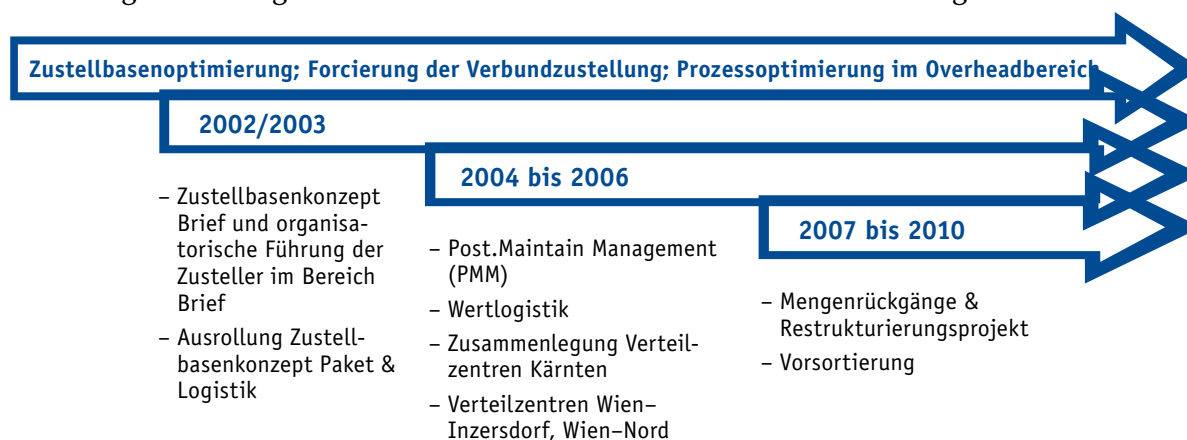 Zustellbasenoptimierung; Forcierung der Verbundzustellung; Prozessoptimierung im Overheadbereich
2002/2003
– Zustellbasenkonzept
Brief und organisa-
torische Führung der
Zusteller im Bereich
Brief
– Ausrollung Zustell-
basenkonzept Paket &
Logistik
2004 bis 2006
– Post.Maintain Management
(PMM)
– Wertlogistik
– Zusammenlegung Verteil-
zentren Kärnten
– Verteilzentren Wien–
Inzersdorf, Wien–Nord
2007 bis 2010
– Mengenrückgänge &
Restrukturierungsprojekt
– Vorsortierung